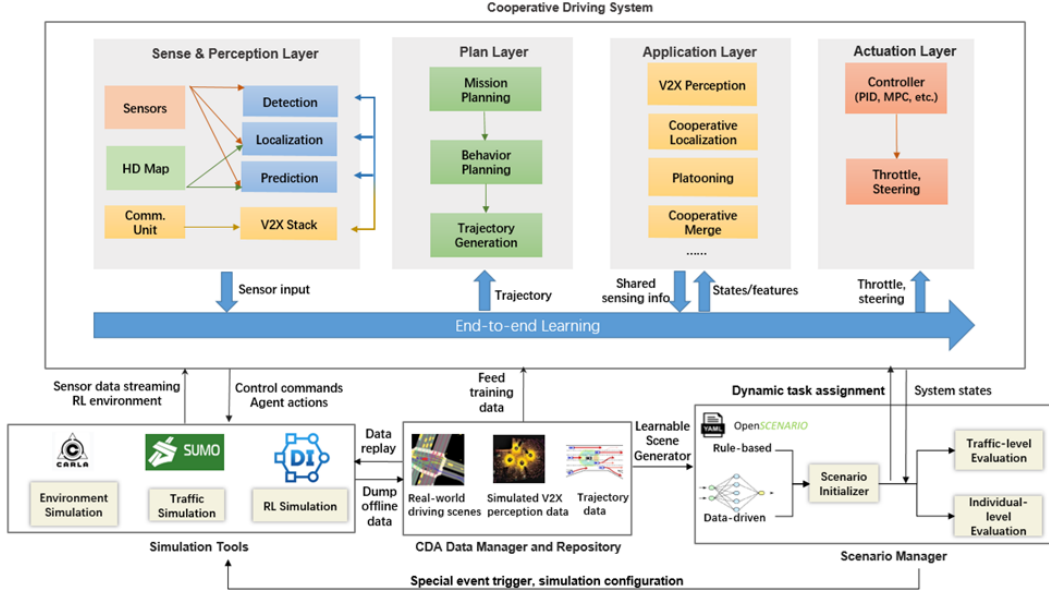 Cooperative Driving System
Sense & Perception Layer
Sensors
HD Map
Comm.
Unit
Detection
Localization
Prediction
V2X Stack
Plan Layer
Mission
Planning
Behavior
Planning
Trajectory
Generation
Application Layer
V2X Perception
Cooperative
Localization
Platooning
Cooperative
Merge
......
Actuation Layer
Controller
(PID, MPC, etc.)
Throttle,
Steering
Sensor input
Trajectory
Shared
sensing info
States/features
Throttle,
steering
End-to-end Learning
Sensor data streaming
RL environment
Control commands
Agent actions
Feed
training
data
Dynamic task assignment
System states
CARLA
SUMO
DI
Environment
Simulation
Traffic
Simulation
RL Simulation
Simulation Tools
Data
replay
Dump
offline
data
Real-world
driving scenes
Simulated V2X
perception data
Trajectory
data
CDA Data Manager and Repository
Learnable
Scene
Generator
YAML
OpenSCENARIO
Rule-based
Data-driven
Scenario
Initializer
Traffic-level
Evaluation
Individual-
level
Evaluation
Scenario Manager
Special event trigger, simulation configuration